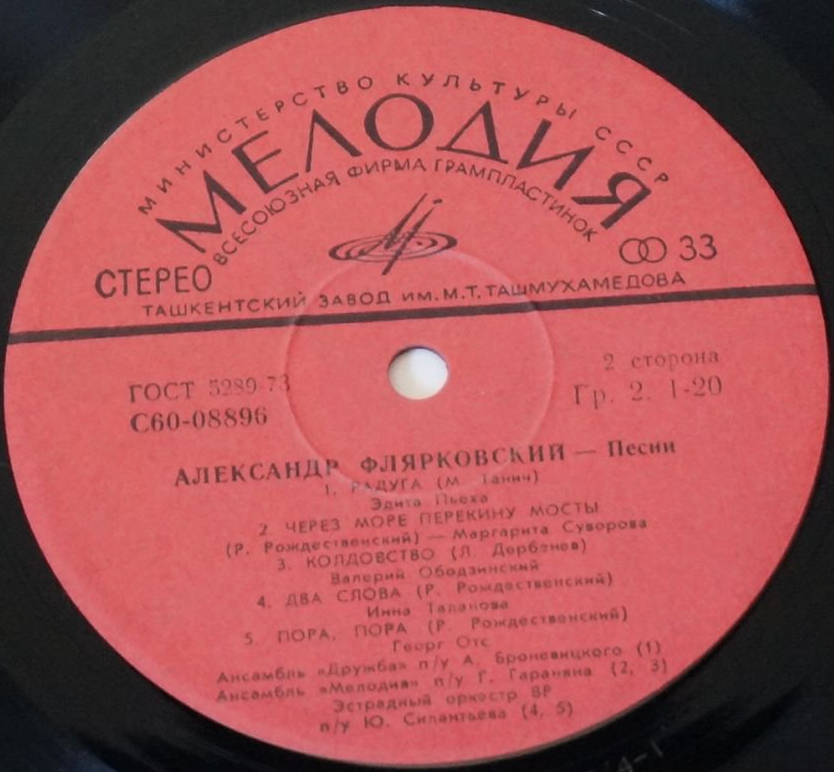 МИНИСТЕРСТВО КУЛЬТУРЫ СССР
МЕЛОДИЯ
ВСЕСОЮЗНАЯ ФИРМА ГРАМПЛАСТИНОК
СТЕРЕО
33
ТАШКЕНТСКИЙ ЗАВОД ИМ. М.Т. ТАШМУХАМЕДОВА
ГОСТ 5289-73
2 сторона
С60-08896
Гр. 2. 1-20
АЛЕКСАНДР ФЛЯРКОВСКИЙ — Песни
1. РАДУГА (М. Танич)
Эдита Пьеха
2. ЧЕРЕЗ МОРЕ ПЕРЕКИНУ МОСТЫ
(Р. Рождественский) — Маргарита Суворова
3. КОЛДОВСТВО (Л. Дербенев)
Валерий Ободзинский
4. ДВА СЛОВА (Р. Рождественский)
Инна Таланова
5. ПОРА, ПОРА (Р. Рождественский)
Георг Отс
Ансамбль «Дружба» п/у А. Броневицкого (1)
Ансамбль «Мелодия» п/у Г. Гараняна (2, 3)
Эстрадный оркестр ВР
п/у Ю. Силантьева (4, 5)